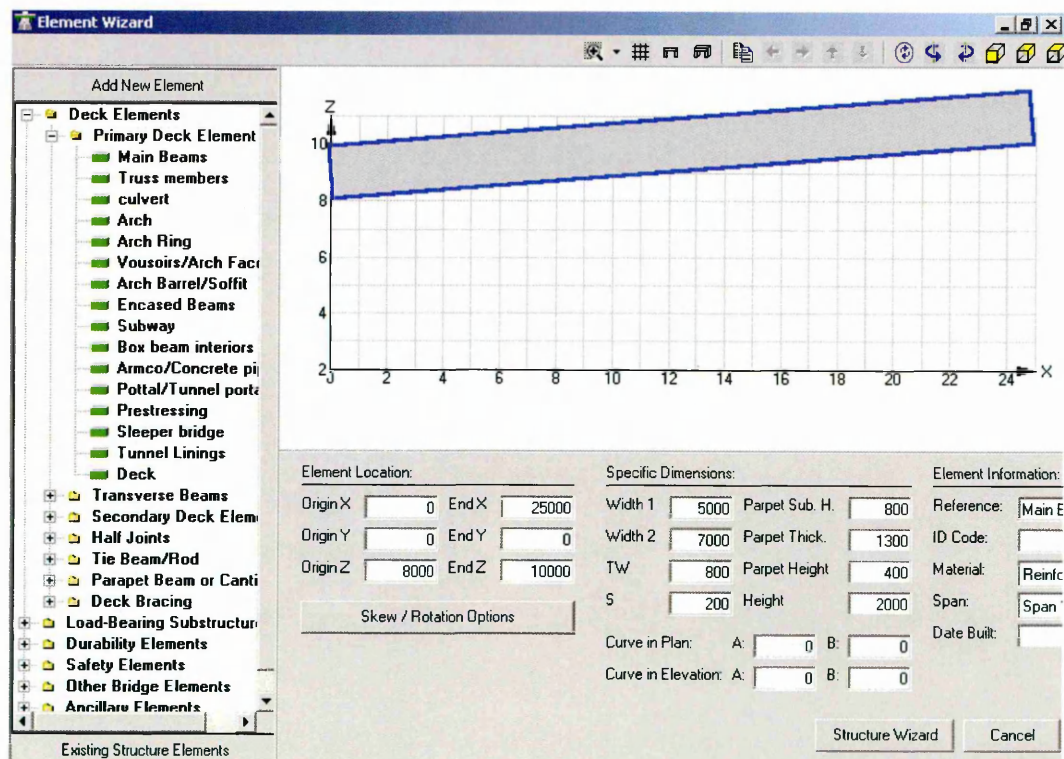 Element Wizard
Add New Element
Deck Elements
Primary Deck Element
Main Beams
Truss members
culvert
Arch
Arch Ring
Vousoirs/Arch Face
Arch Barrel/Soffit
Encased Beams
Subway
Box beam interiors
Armco/Concrete pi
Pottal/Tunnel porta
Prestressing
Sleeper bridge
Tunnel Linings
Deck
Transverse Beams
Secondary Deck Elem
Half Joints
Tie Beam/Rod
Parapet Beam or Canti
Deck Bracing
Load-Bearing Substructur
Durability Elements
Safety Elements
Other Bridge Elements
Ancillary Elements
Existing Structure Elements
Z
10
8
6
4
2
0 2 4 6 8 10 12 14 16 18 20 22 24 X
Element Location:
Origin X 0 End X 25000
Origin Y 0 End Y 0
Origin Z 8000 End Z 10000
Skew / Rotation Options
Specific Dimensions:
Width 1 5000 Parpet Sub. H. 800
Width 2 7000 Parpet Thick. 1300
TW 800 Parpet Height 400
S 200 Height 2000
Curve in Plan: A: 0 B: 0
Curve in Elevation: A: 0 B: 0
Element Information:
Reference: Main B
ID Code:
Material: Reinfo
Span: Span
Date Built:
Structure Wizard
Cancel